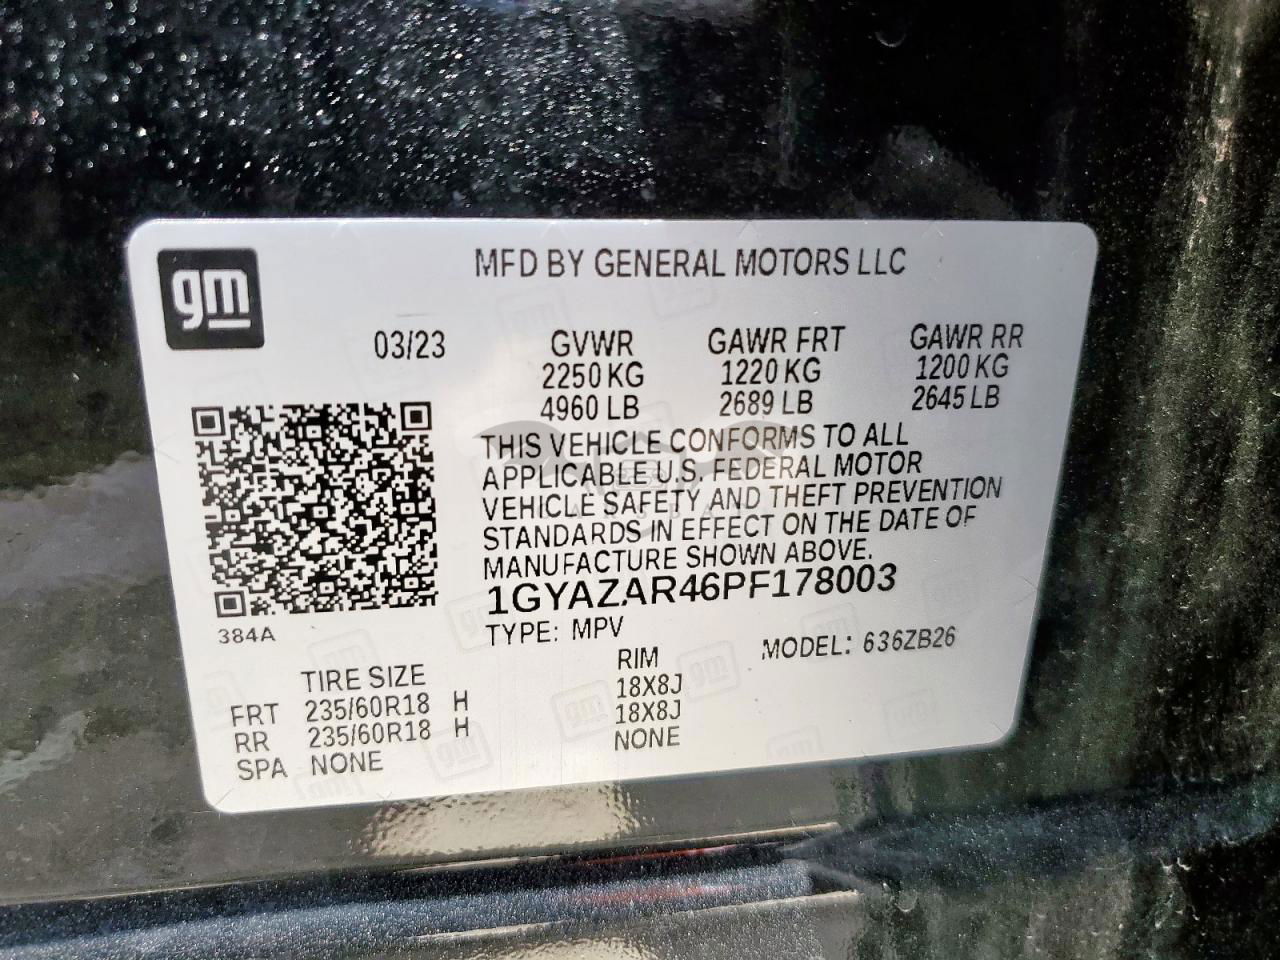 gm
MFD BY GENERAL MOTORS LLC
03/23
GVWR GAWR FRT GAWR RR
2250 KG 1220 KG 1200 KG
4960 LB 2689 LB 2645 LB
THIS VEHICLE CONFORMS TO ALL
APPLICABLE U.S. FEDERAL MOTOR
VEHICLE SAFETY AND THEFT PREVENTION
STANDARDS IN EFFECT ON THE DATE OF
MANUFACTURE SHOWN ABOVE.
1GYAZAR46PF178003
384A
TYPE: MPV MODEL: 636ZB26
TIRE SIZE RIM
FRT 235/60R18 H 18X8J
RR 235/60R18 H 18X8J
SPA NONE NONE